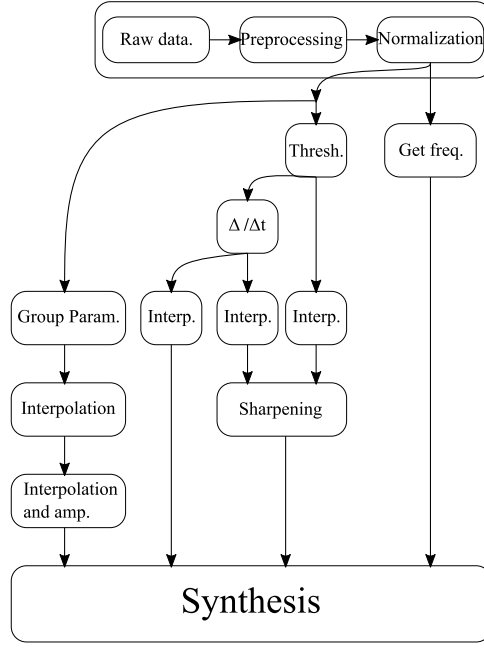 Raw data.
Preprocessing
Normalization
Thresh.
Get freq.
Δ /Δt
Group Param.
Interp.
Interp.
Interp.
Interpolation
Sharpening
Interpolation
and amp.
Synthesis